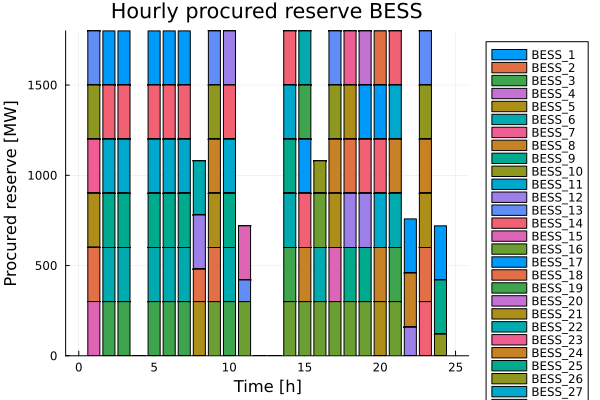 Hourly procured reserve BESS
Procured reserve [MW]
1500
1000
500
0
0 5 10 15 20 25
Time [h]
BESS_1
BESS_2
BESS_3
BESS_4
BESS_5
BESS_6
BESS_7
BESS_8
BESS_9
BESS_10
BESS_11
BESS_12
BESS_13
BESS_14
BESS_15
BESS_16
BESS_17
BESS_18
BESS_19
BESS_20
BESS_21
BESS_22
BESS_23
BESS_24
BESS_25
BESS_26
BESS_27